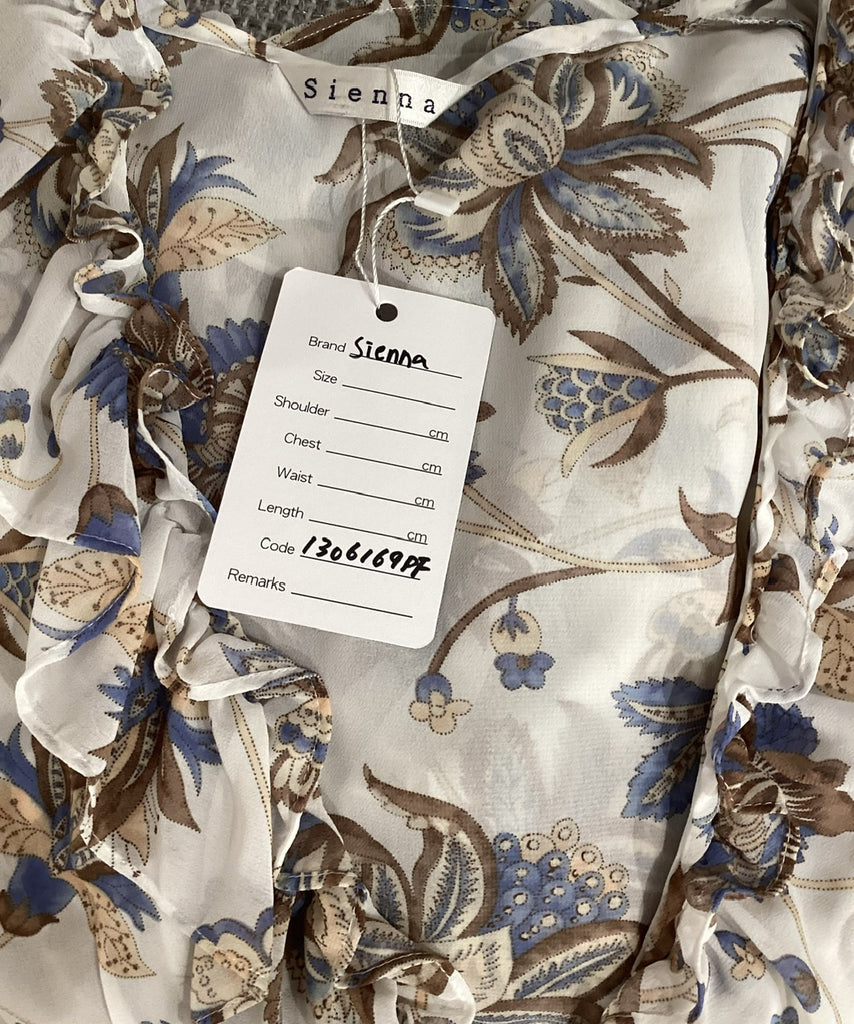 Sienna
Brand Sienna
Size
Shoulder cm
Chest cm
Waist cm
Length cm
Code 1306169PF
Remarks